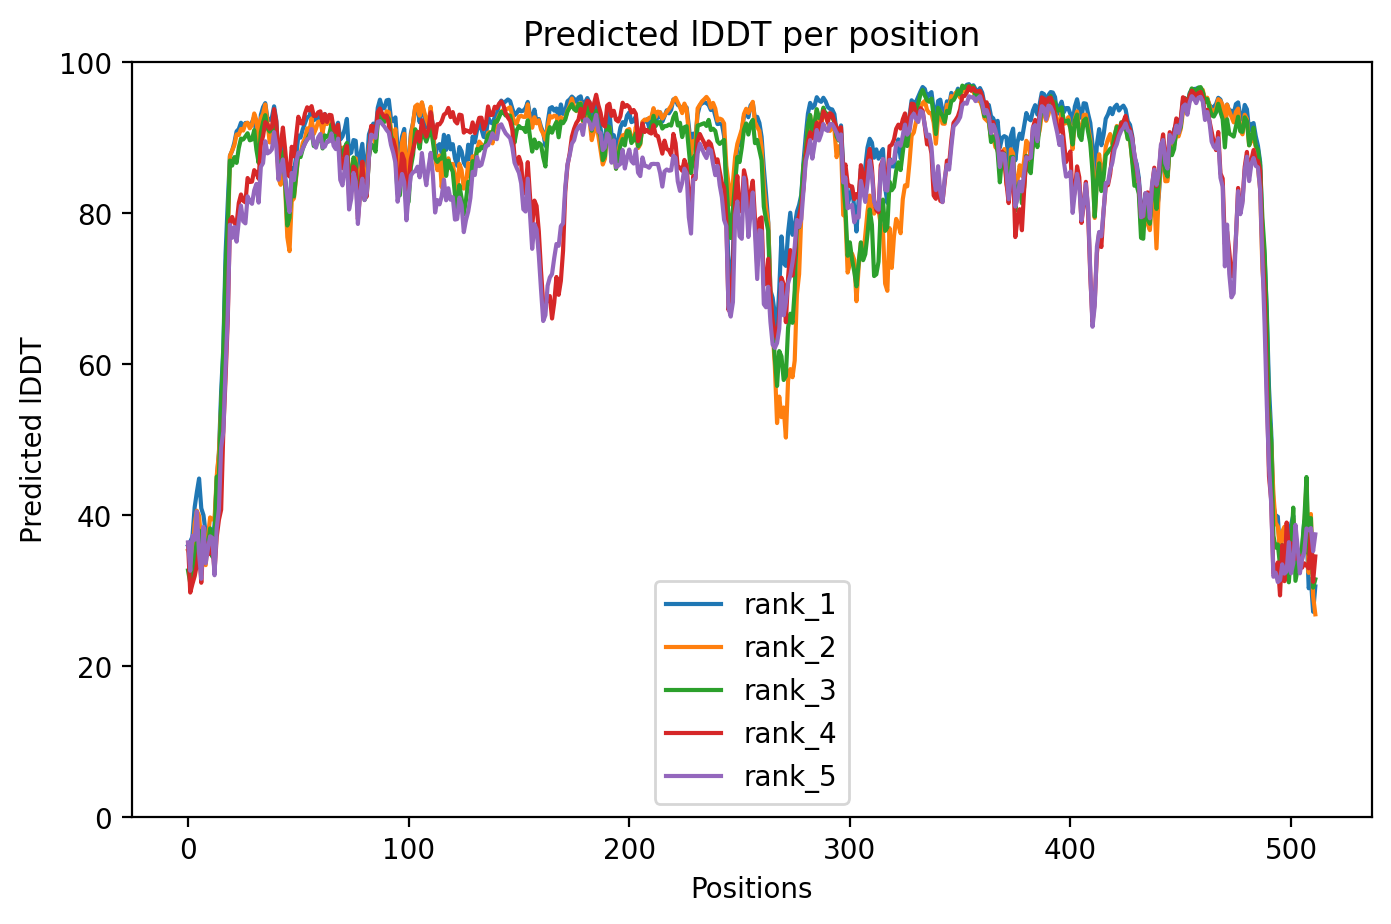 Predicted lDDT per position
100
80
60
40
20
0
Predicted lDDT
0 100 200 300 400 500
Positions
rank_1
rank_2
rank_3
rank_4
rank_5